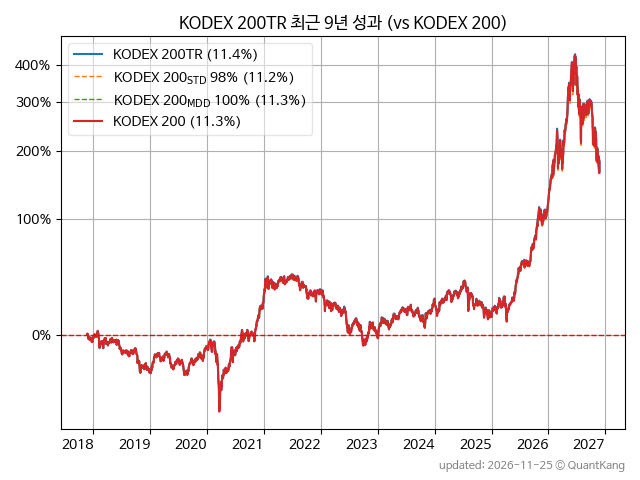 KODEX 200TR 최근 9년 성과 (vs KODEX 200)
KODEX 200TR (11.4%)
KODEX 200STD 98% (11.2%)
KODEX 200MDD 100% (11.3%)
KODEX 200 (11.3%)
400%
300%
200%
100%
0%
2018 2019 2020 2021 2022 2023 2024 2025 2026 2027
updated: 2026-11-25 © QuantKang